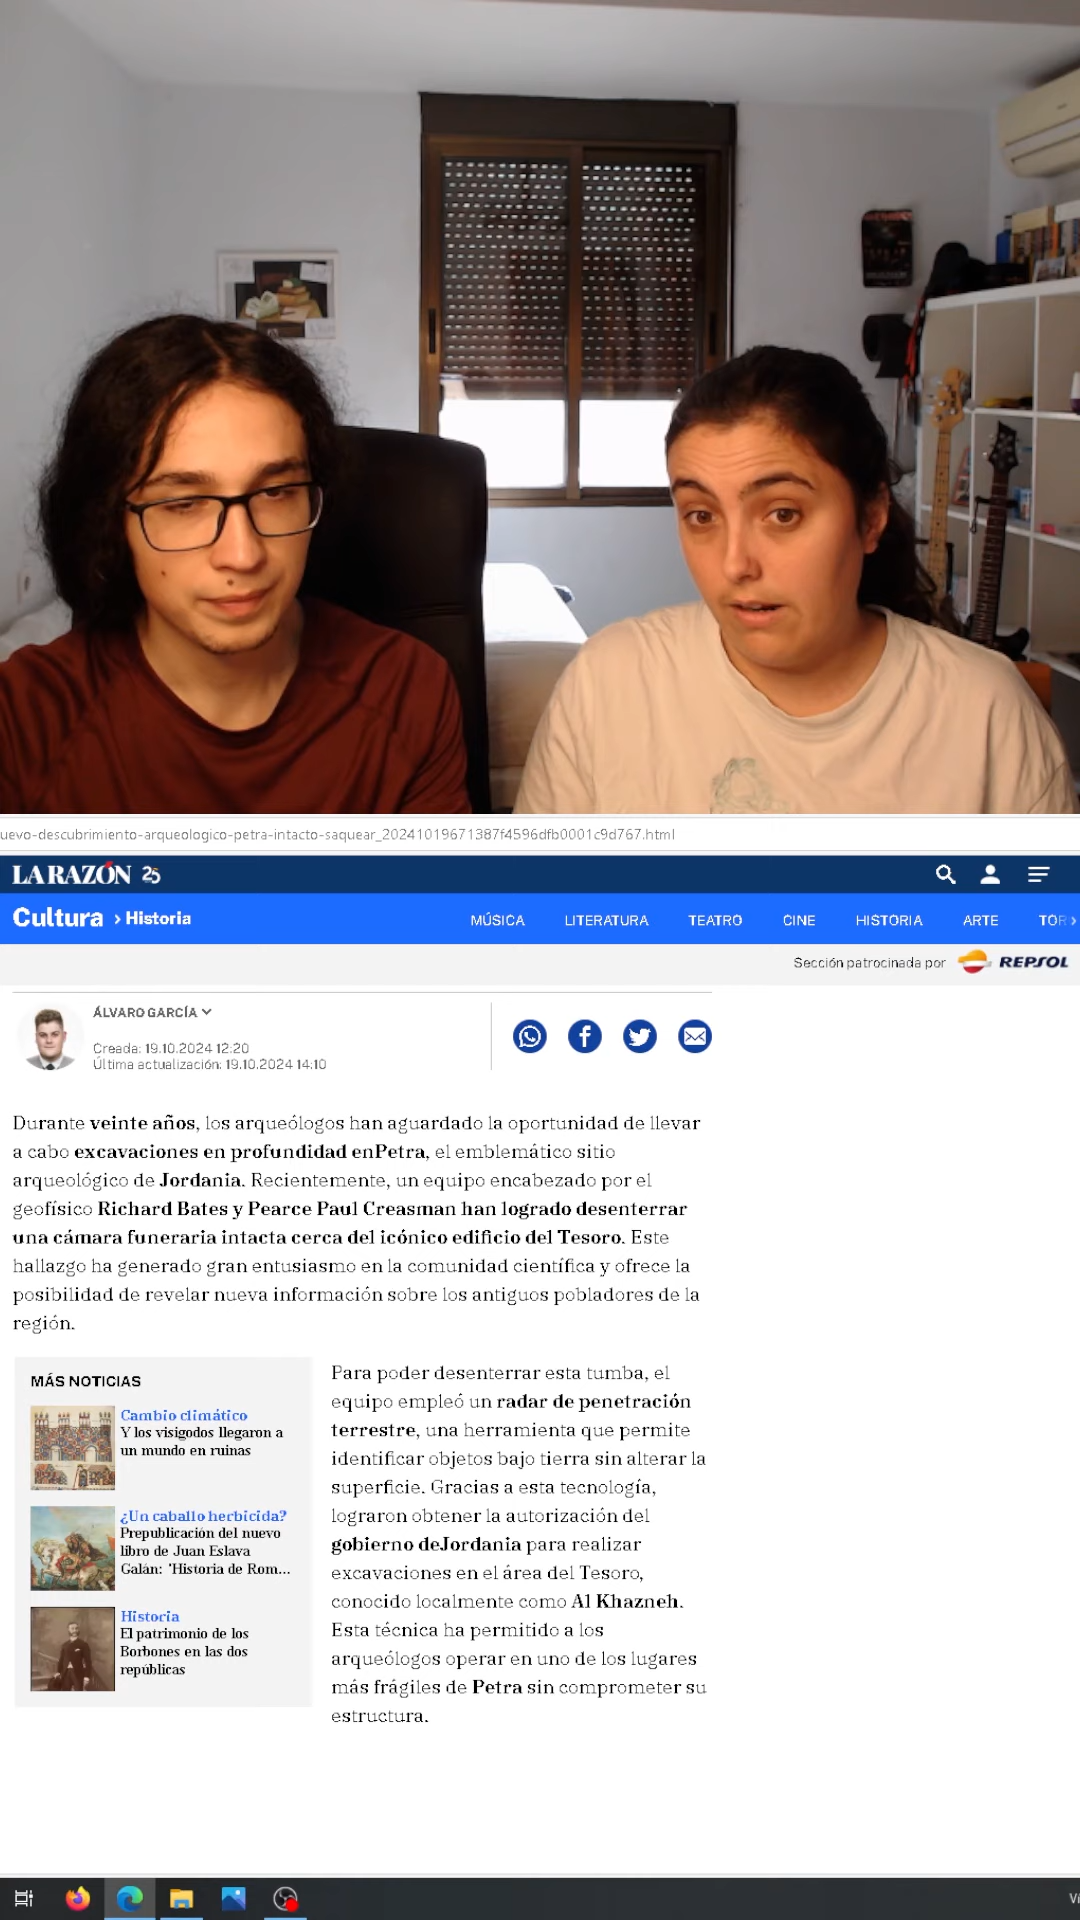 uevo-descubrimiento-arqueologico-petra-intacto-saquear_20241019671387f4596dfb0001c9d767.html
LA RAZÓN 25
Cultura › Historia
MÚSICA LITERATURA TEATRO CINE HISTORIA ARTE TOR
Sección patrocinada por REPSOL
ÁLVARO GARCÍA
Creada: 19.10.2024 12:20
Última actualización: 19.10.2024 14:10
Durante veinte años, los arqueólogos han aguardado la oportunidad de llevar
a cabo excavaciones en profundidad enPetra, el emblemático sitio
arqueológico de Jordania. Recientemente, un equipo encabezado por el
geofísico Richard Bates y Pearce Paul Creasman han logrado desenterrar
una cámara funeraria intacta cerca del icónico edificio del Tesoro. Este
hallazgo ha generado gran entusiasmo en la comunidad científica y ofrece la
posibilidad de revelar nueva información sobre los antiguos pobladores de la
región.
MÁS NOTICIAS
Cambio climático
Y los visigodos llegaron a
un mundo en ruinas
¿Un caballo herbicida?
Prepublicación del nuevo
libro de Juan Eslava
Galán: 'Historia de Rom...
Historia
El patrimonio de los
Borbones en las dos
repúblicas
Para poder desenterrar esta tumba, el
equipo empleó un radar de penetración
terrestre, una herramienta que permite
identificar objetos bajo tierra sin alterar la
superficie. Gracias a esta tecnología,
lograron obtener la autorización del
gobierno deJordania para realizar
excavaciones en el área del Tesoro,
conocido localmente como Al Khazneh.
Esta técnica ha permitido a los
arqueólogos operar en uno de los lugares
más frágiles de Petra sin comprometer su
estructura.